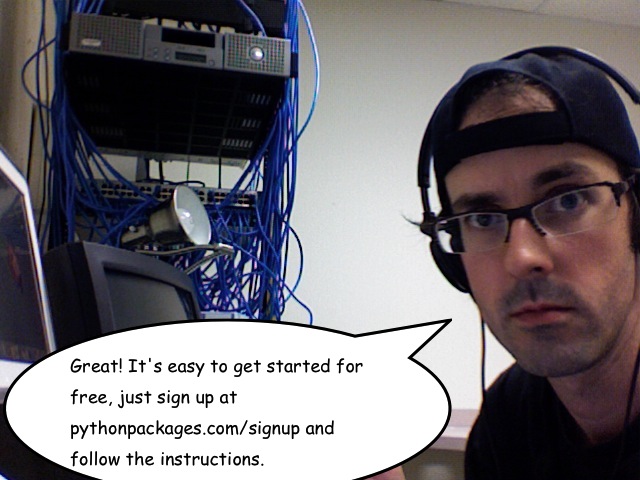 Great! It's easy to get started for
free, just sign up at
pythonpackages.com/signup and
follow the instructions.